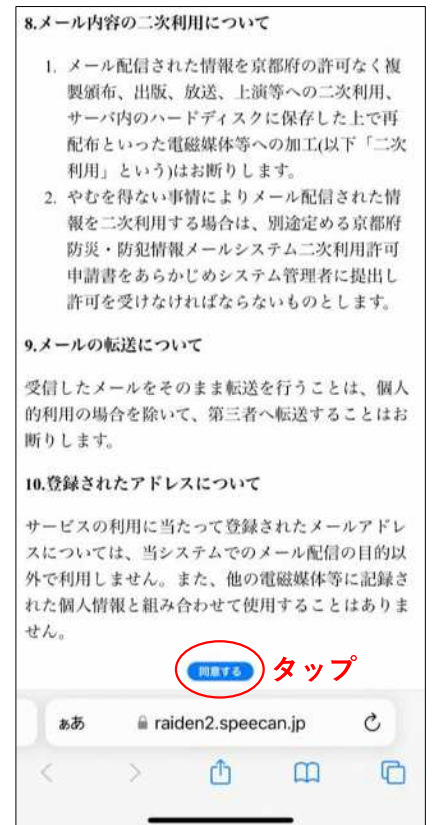 8.メール内容の二次利用について
1. メール配信された情報を京都府の許可なく複
製頒布、出版、放送、上演等への二次利用、
サーバ内のハードディスクに保存した上で再
配布といった電磁媒体等への加工(以下「二次
利用」という)はお断りします。
2. やむを得ない事情によりメール配信された情
報を二次利用する場合は、別途定める京都府
防災・防犯情報メールシステム二次利用許可
申請書をあらかじめシステム管理者に提出し
許可を受けなければならないものとします。
9.メールの転送について
受信したメールをそのまま転送を行うことは、個人
的利用の場合を除いて、第三者へ転送することはお
断りします。
10.登録されたアドレスについて
サービスの利用に当たって登録されたメールアドレ
スについては、当システムでのメール配信の目的以
外で利用しません。また、他の電磁媒体等に記録さ
れた個人情報と組み合わせて使用することはありま
せん。
同意する タップ
ぁあ raiden2.speecan.jp